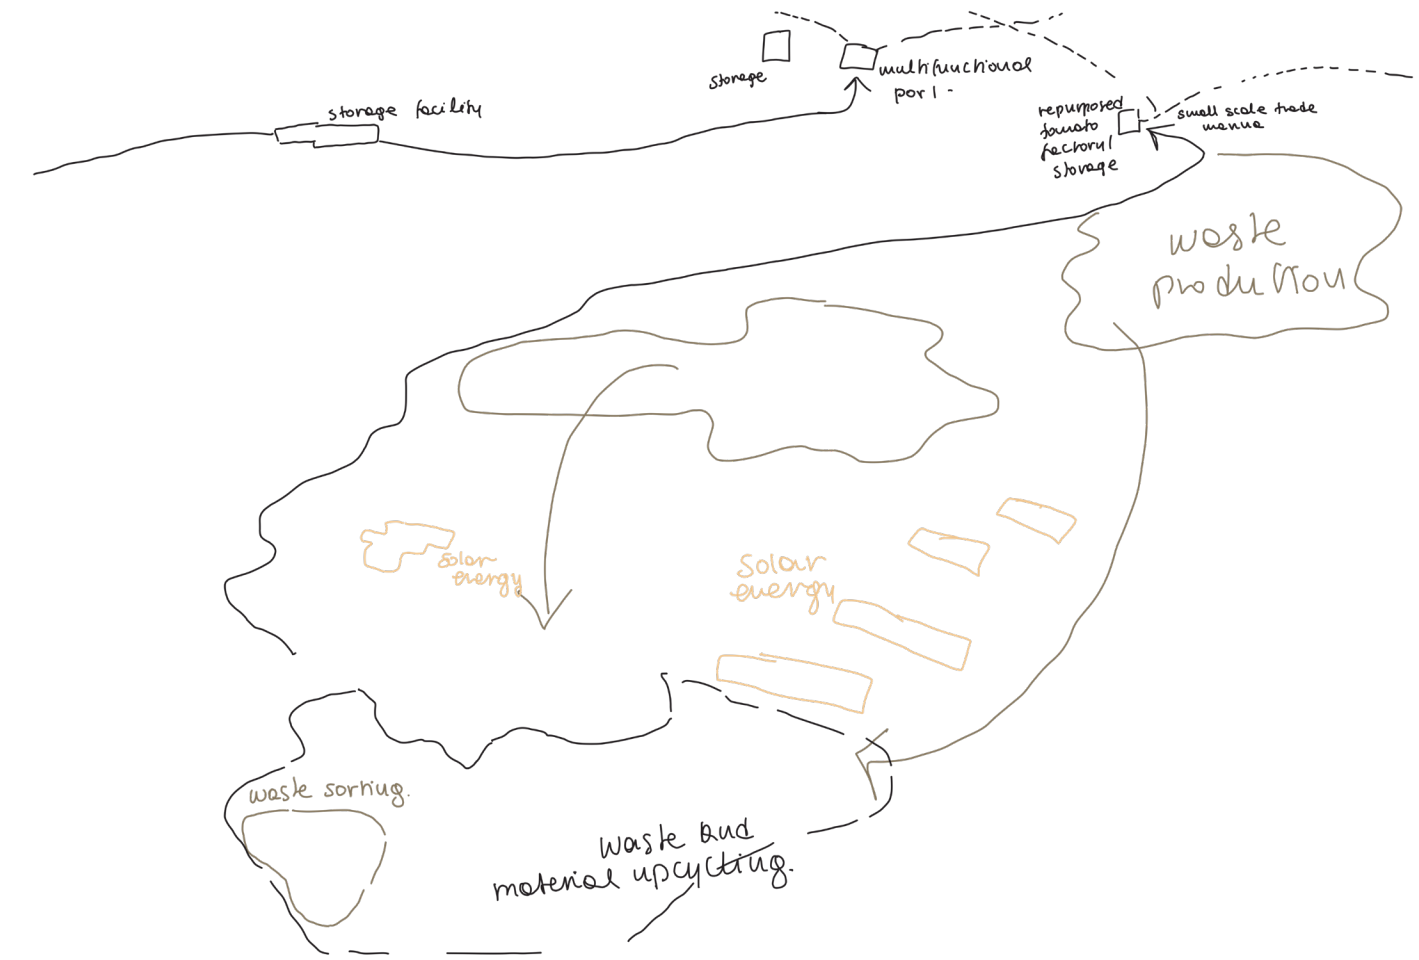 storage
multifunctional
port -
storage facility
repurposed
tomato
factory/
storage
small scale trade
marina
waste
production
solar
energy
solar
energy
waste sorting.
waste and
material upcycling.